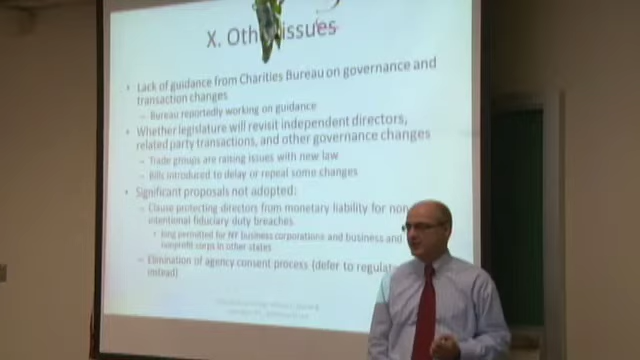 X. Oth issues
• Lack of guidance from Charities Bureau on governance and
transaction changes
– Bureau reportedly working on guidance
• Whether legislature will revisit independent directors,
related party transactions, and other governance changes
– Trade groups are raising issues with new law
– Bills introduced to delay or repeal some changes
• Significant proposals not adopted:
– Clause protecting directors from monetary liability for non
intentional fiduciary duty breaches.
• long permitted for NY business corporations and business and
nonprofit corps in other states
– Elimination of agency consent process (defer to regulat
instead)